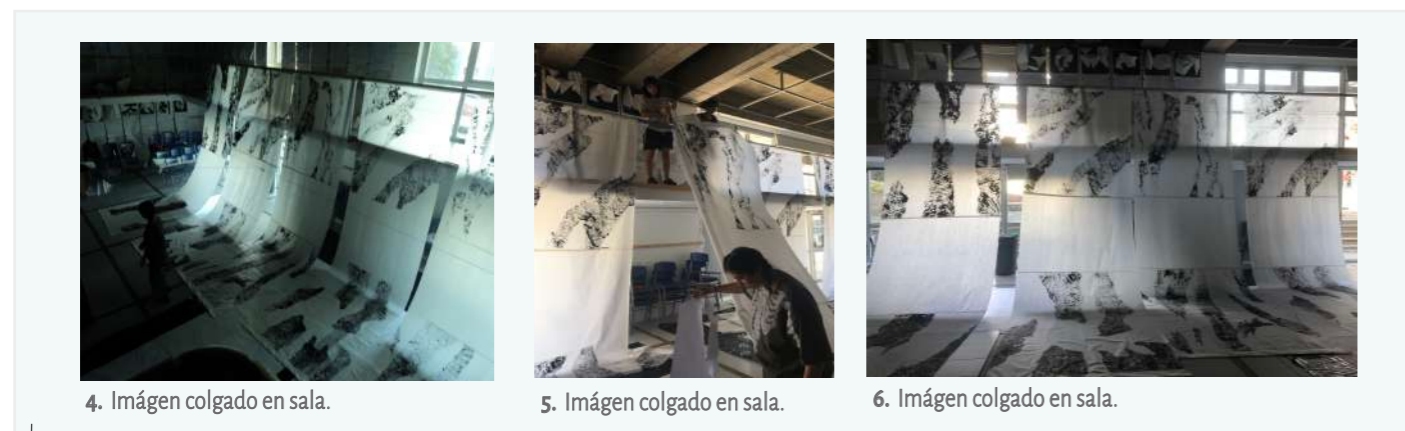 4. Imágen colgado en sala.
5. Imágen colgado en sala.
6. Imágen colgado en sala.